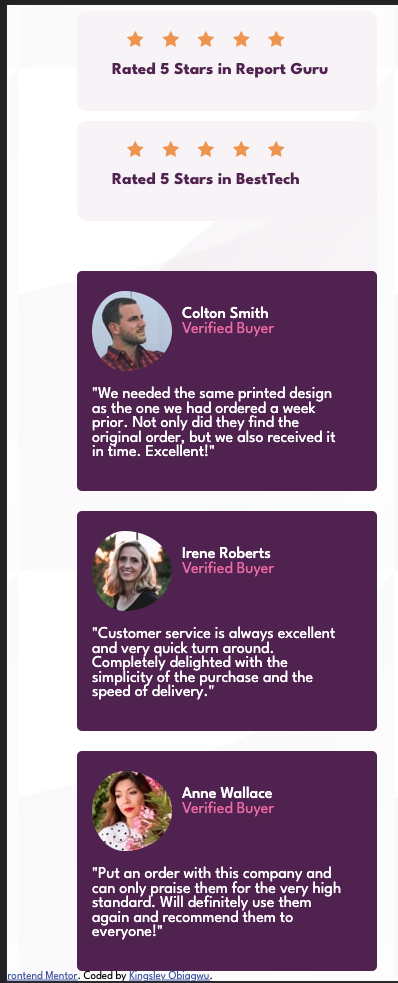 Rated 5 Stars in Report Guru
Rated 5 Stars in BestTech
Colton Smith
Verified Buyer
"We needed the same printed design
as the one we had ordered a week
prior. Not only did they find the
original order, but we also received it
in time. Excellent!"
Irene Roberts
Verified Buyer
"Customer service is always excellent
and very quick turn around.
Completely delighted with the
simplicity of the purchase and the
speed of delivery."
Anne Wallace
Verified Buyer
"Put an order with this company and
can only praise them for the very high
standard. Will definitely use them
again and recommend them to
everyone!"
rontend Mentor. Coded by Kingsley Obiagwu.